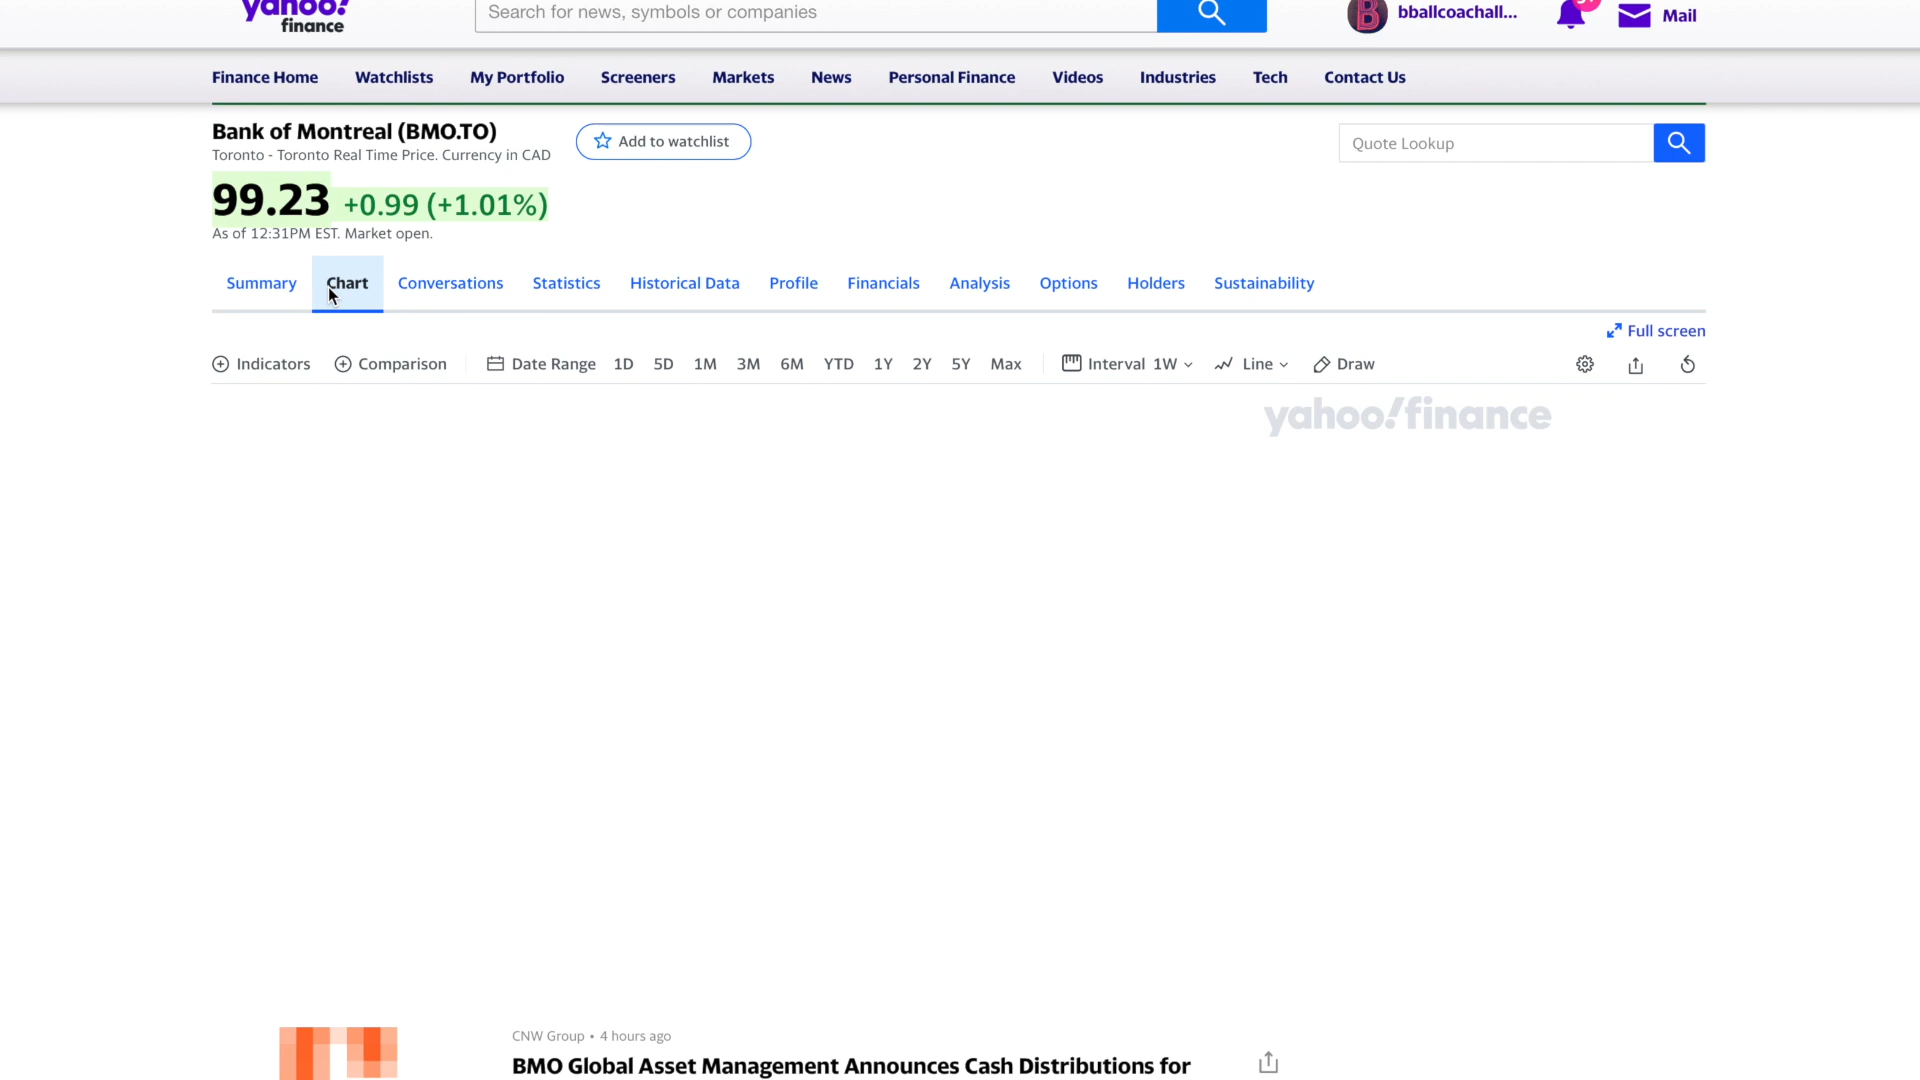 yahoo!
finance
Search for news, symbols or companies
bballcoachall...
Mail
Finance Home Watchlists My Portfolio Screeners Markets News Personal Finance Videos Industries Tech Contact Us
Bank of Montreal (BMO.TO)
Toronto - Toronto Real Time Price. Currency in CAD
Add to watchlist
Quote Lookup
99.23 +0.99 (+1.01%)
As of 12:31PM EST. Market open.
Summary Chart Conversations Statistics Historical Data Profile Financials Analysis Options Holders Sustainability
Full screen
Indicators Comparison Date Range 1D 5D 1M 3M 6M YTD 1Y 2Y 5Y Max Interval 1W Line Draw
yahoo!finance
CNW Group • 4 hours ago
BMO Global Asset Management Announces Cash Distributions for